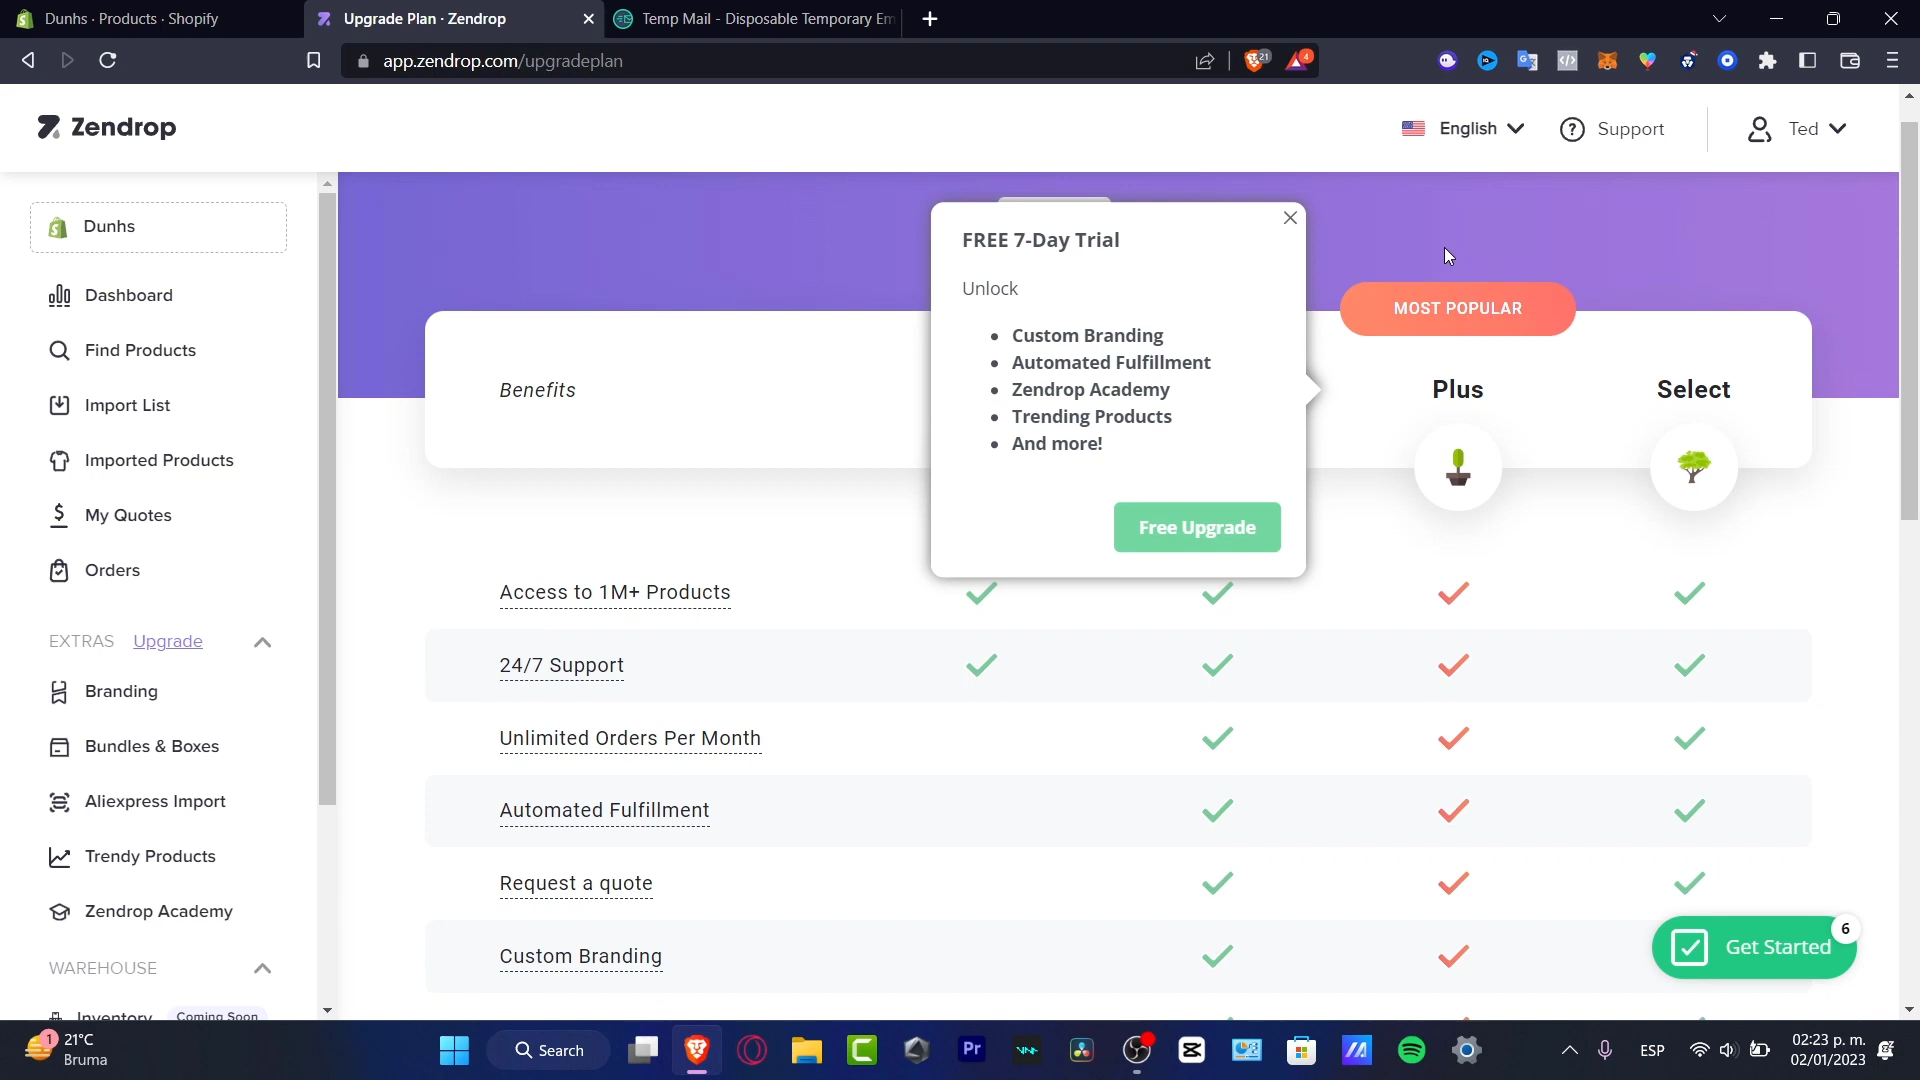 Dunhs · Products · Shopify
Upgrade Plan · Zendrop
Temp Mail - Disposable Temporary Em
app.zendrop.com/upgradeplan
21
4
Zendrop
English
Support
Ted
Dunhs
Dashboard
Find Products
Import List
Imported Products
My Quotes
Orders
EXTRAS Upgrade
Branding
Bundles & Boxes
Aliexpress Import
Trendy Products
Zendrop Academy
WAREHOUSE
Inventory Coming Soon
FREE 7-Day Trial
Unlock
Custom Branding
Automated Fulfillment
Zendrop Academy
Trending Products
And more!
Free Upgrade
MOST POPULAR
Benefits
Plus
Select
Access to 1M+ Products
24/7 Support
Unlimited Orders Per Month
Automated Fulfillment
Request a quote
Custom Branding
Get Started
6
1
21°C
Bruma
Search
Pr
ESP
02:23 p. m.
02/01/2023